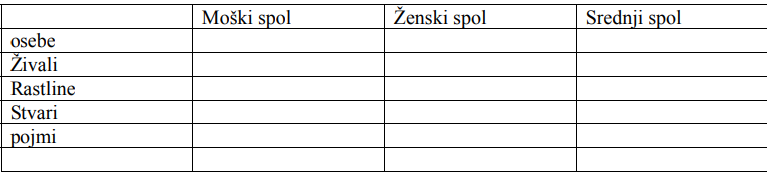 Moški spol Ženski spol Srednji spol
osebe
Živali
Rastline
Stvari
pojmi